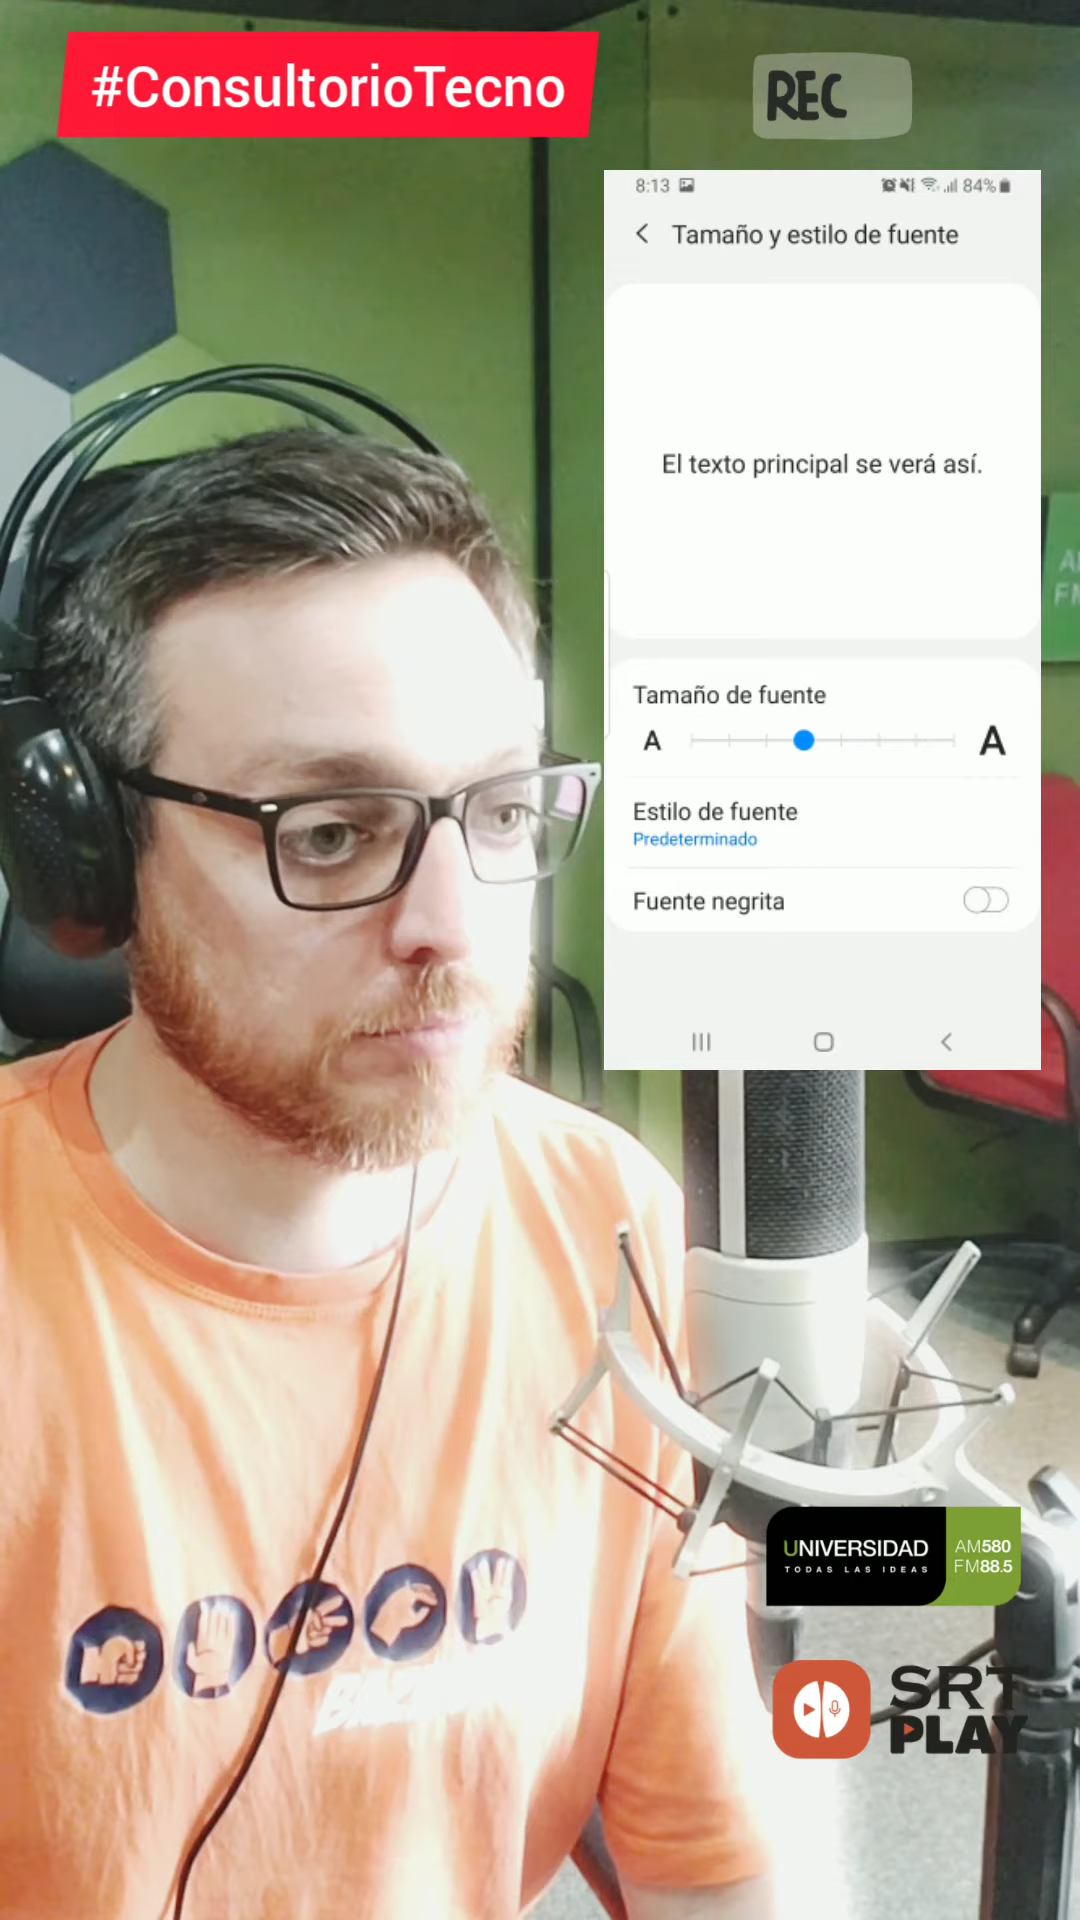 #ConsultorioTecno
REC
8:13
84%
Tamaño y estilo de fuente
El texto principal se verá así.
Tamaño de fuente
A
A
Estilo de fuente
Predeterminado
Fuente negrita
UNIVERSIDAD
TODAS LAS IDEAS
AM580
FM88.5
SRT
PLAY